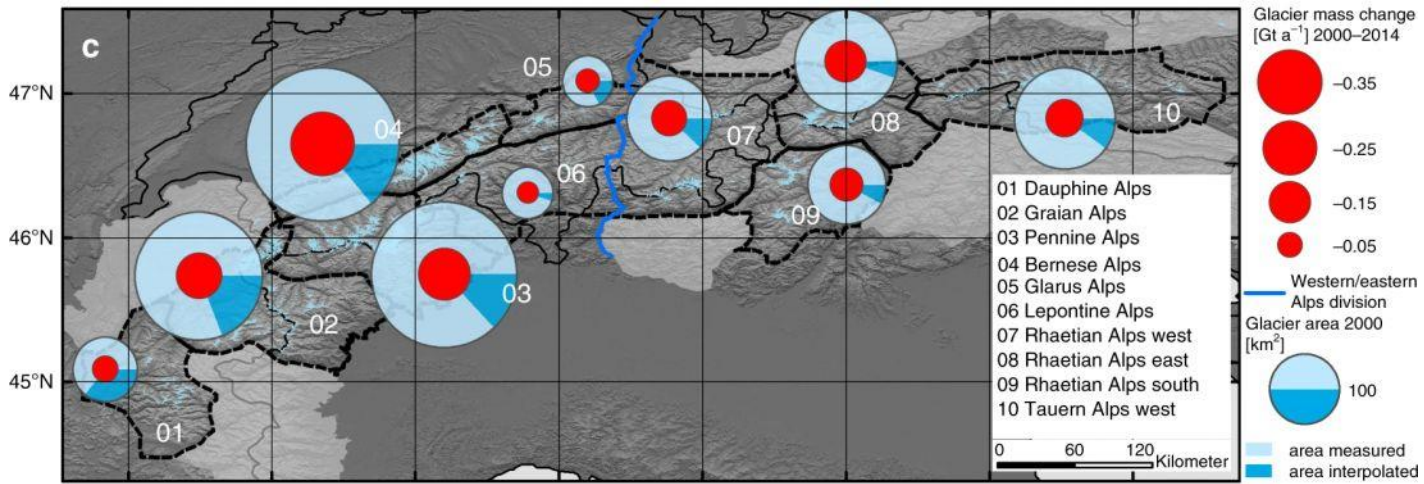 c
47°N
46°N
45°N
05
04
07
08
10
06
09
03
02
01
01 Dauphine Alps
02 Graian Alps
03 Pennine Alps
04 Bernese Alps
05 Glarus Alps
06 Lepontine Alps
07 Rhaetian Alps west
08 Rhaetian Alps east
09 Rhaetian Alps south
10 Tauern Alps west
0 60 120
Kilometer
Glacier mass change
[Gt a⁻¹] 2000–2014
–0.35
–0.25
–0.15
–0.05
Western/eastern
Alps division
Glacier area 2000
[km²]
100
area measured
area interpolated